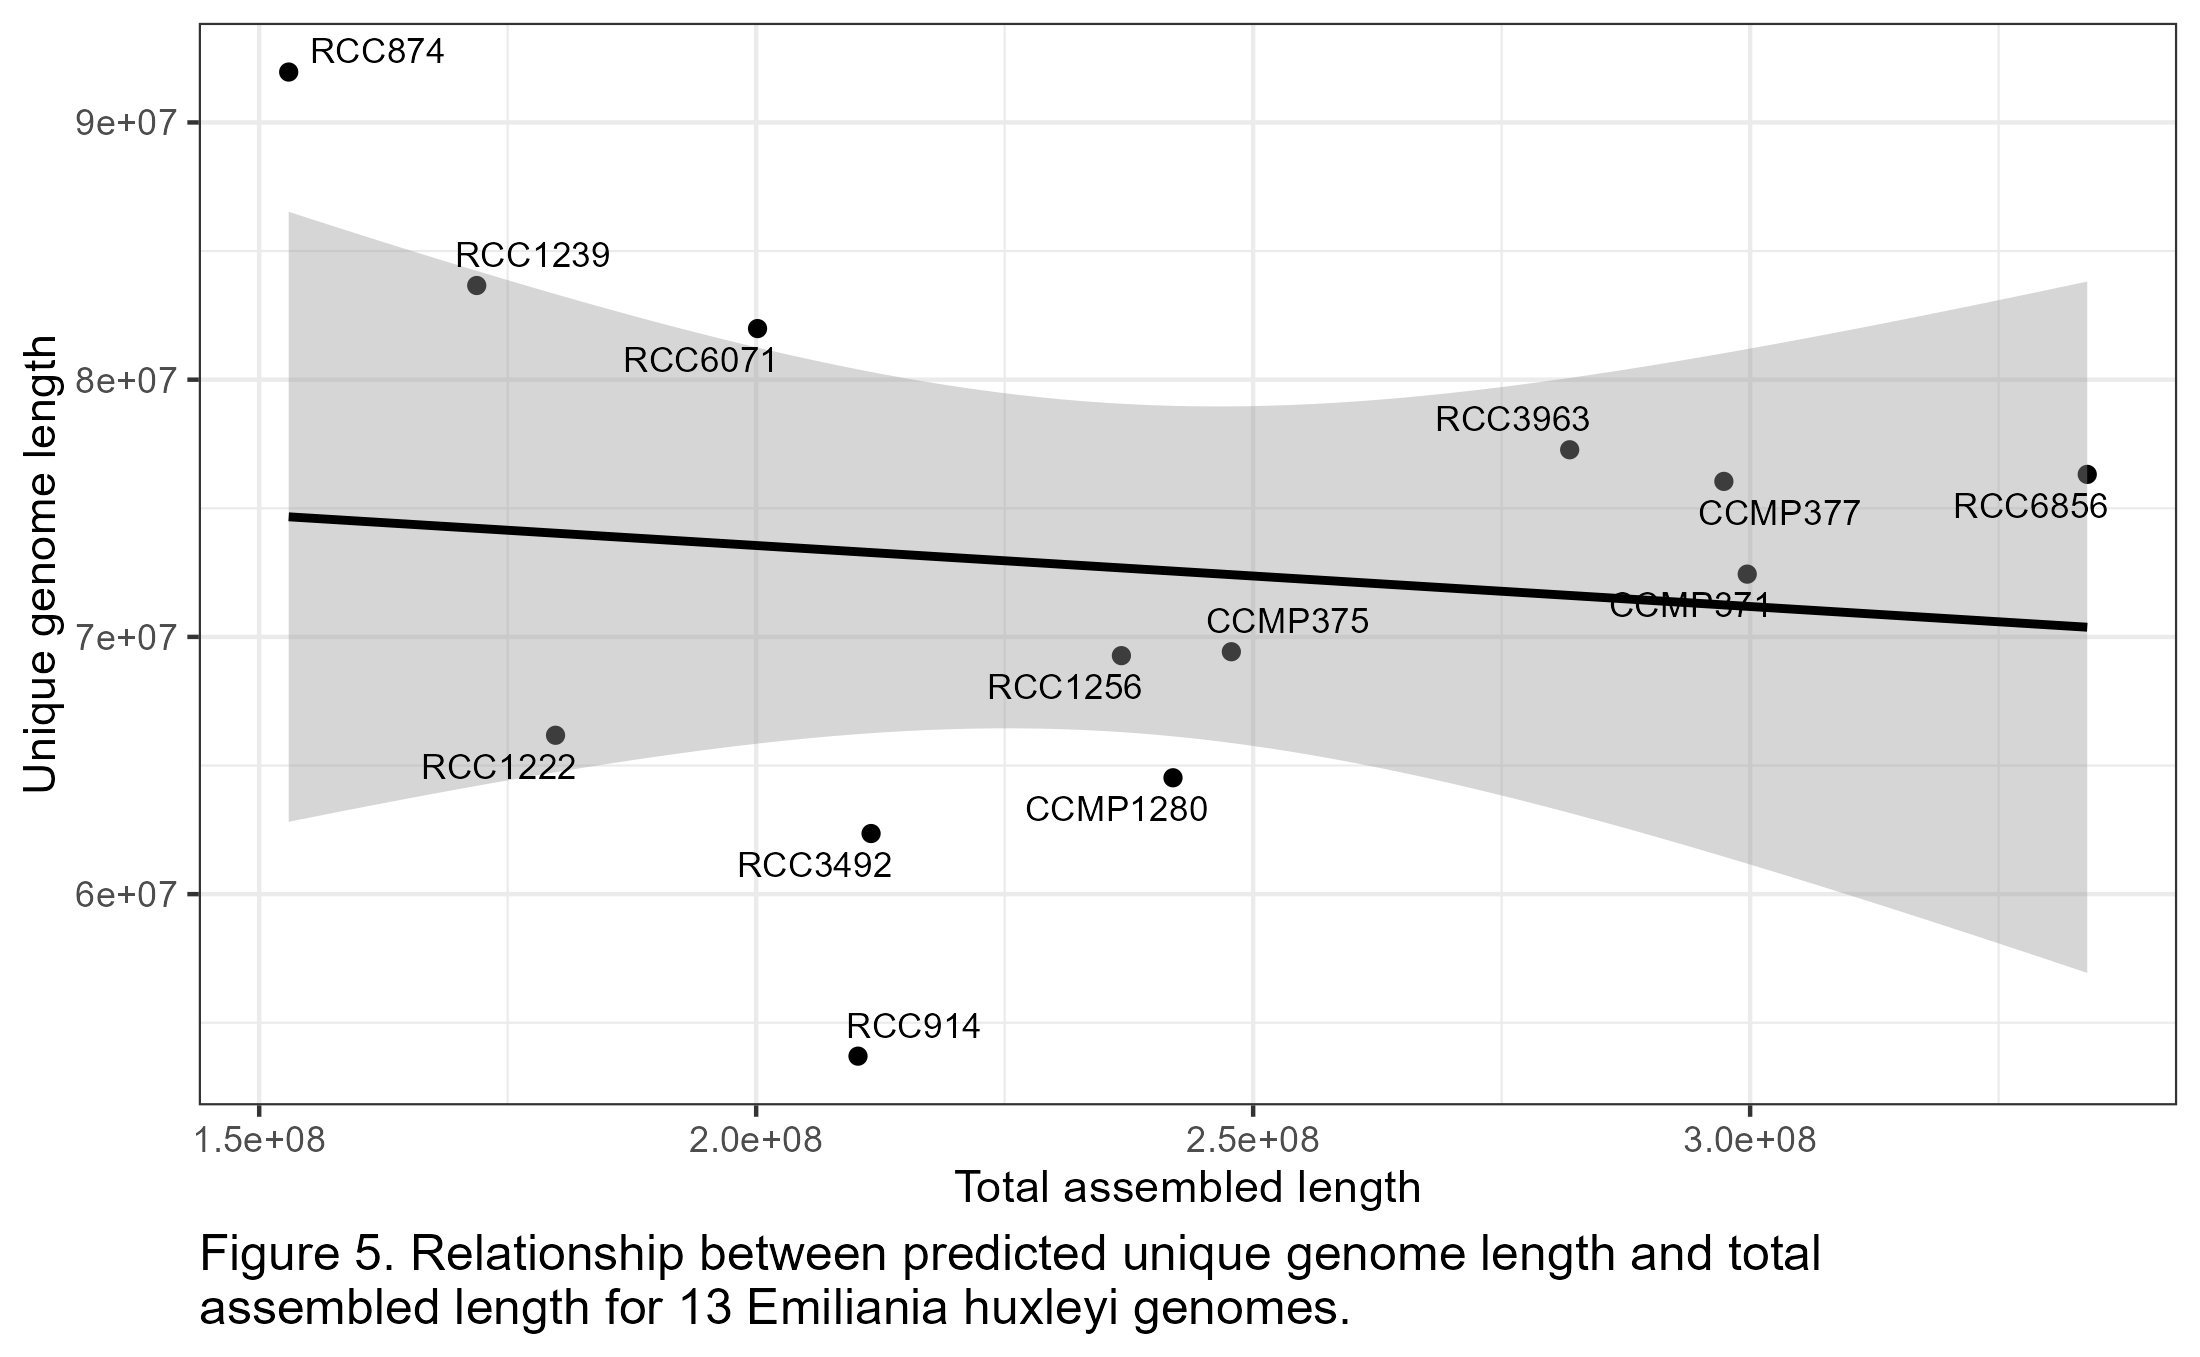 RCC874
9e+07
RCC1239
RCC6071
8e+07
RCC3963
CCMP377
RCC6856
CCMP371
CCMP375
7e+07
RCC1256
RCC1222
CCMP1280
RCC3492
6e+07
RCC914
Unique genome length
1.5e+08 2.0e+08 2.5e+08 3.0e+08
Total assembled length
Figure 5. Relationship between predicted unique genome length and total
assembled length for 13 Emiliania huxleyi genomes.